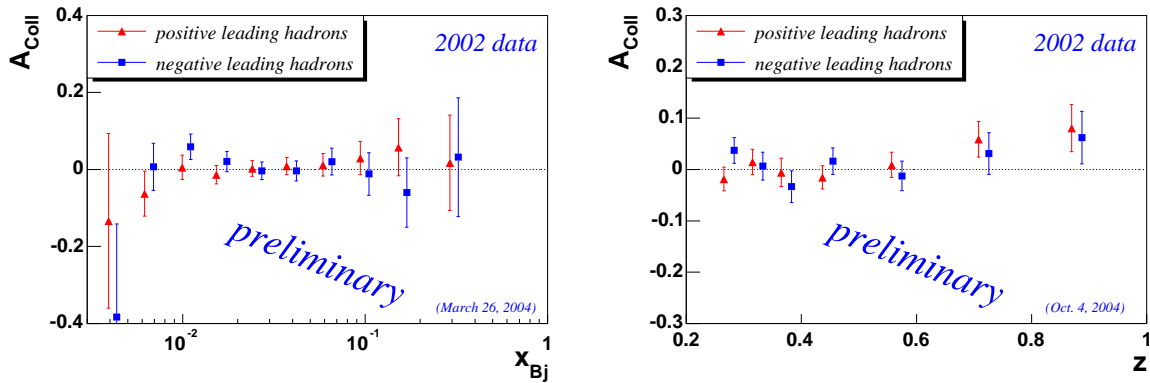 A_Coll
0.4
0.2
0
-0.2
-0.4
positive leading hadrons
negative leading hadrons
2002 data
preliminary
(March 26, 2004)
10^-2
10^-1
1
x_Bj
A_Coll
0.3
0.2
0.1
0
-0.1
-0.2
-0.3
positive leading hadrons
negative leading hadrons
2002 data
preliminary
(Oct. 4, 2004)
0.2
0.4
0.6
0.8
1
z